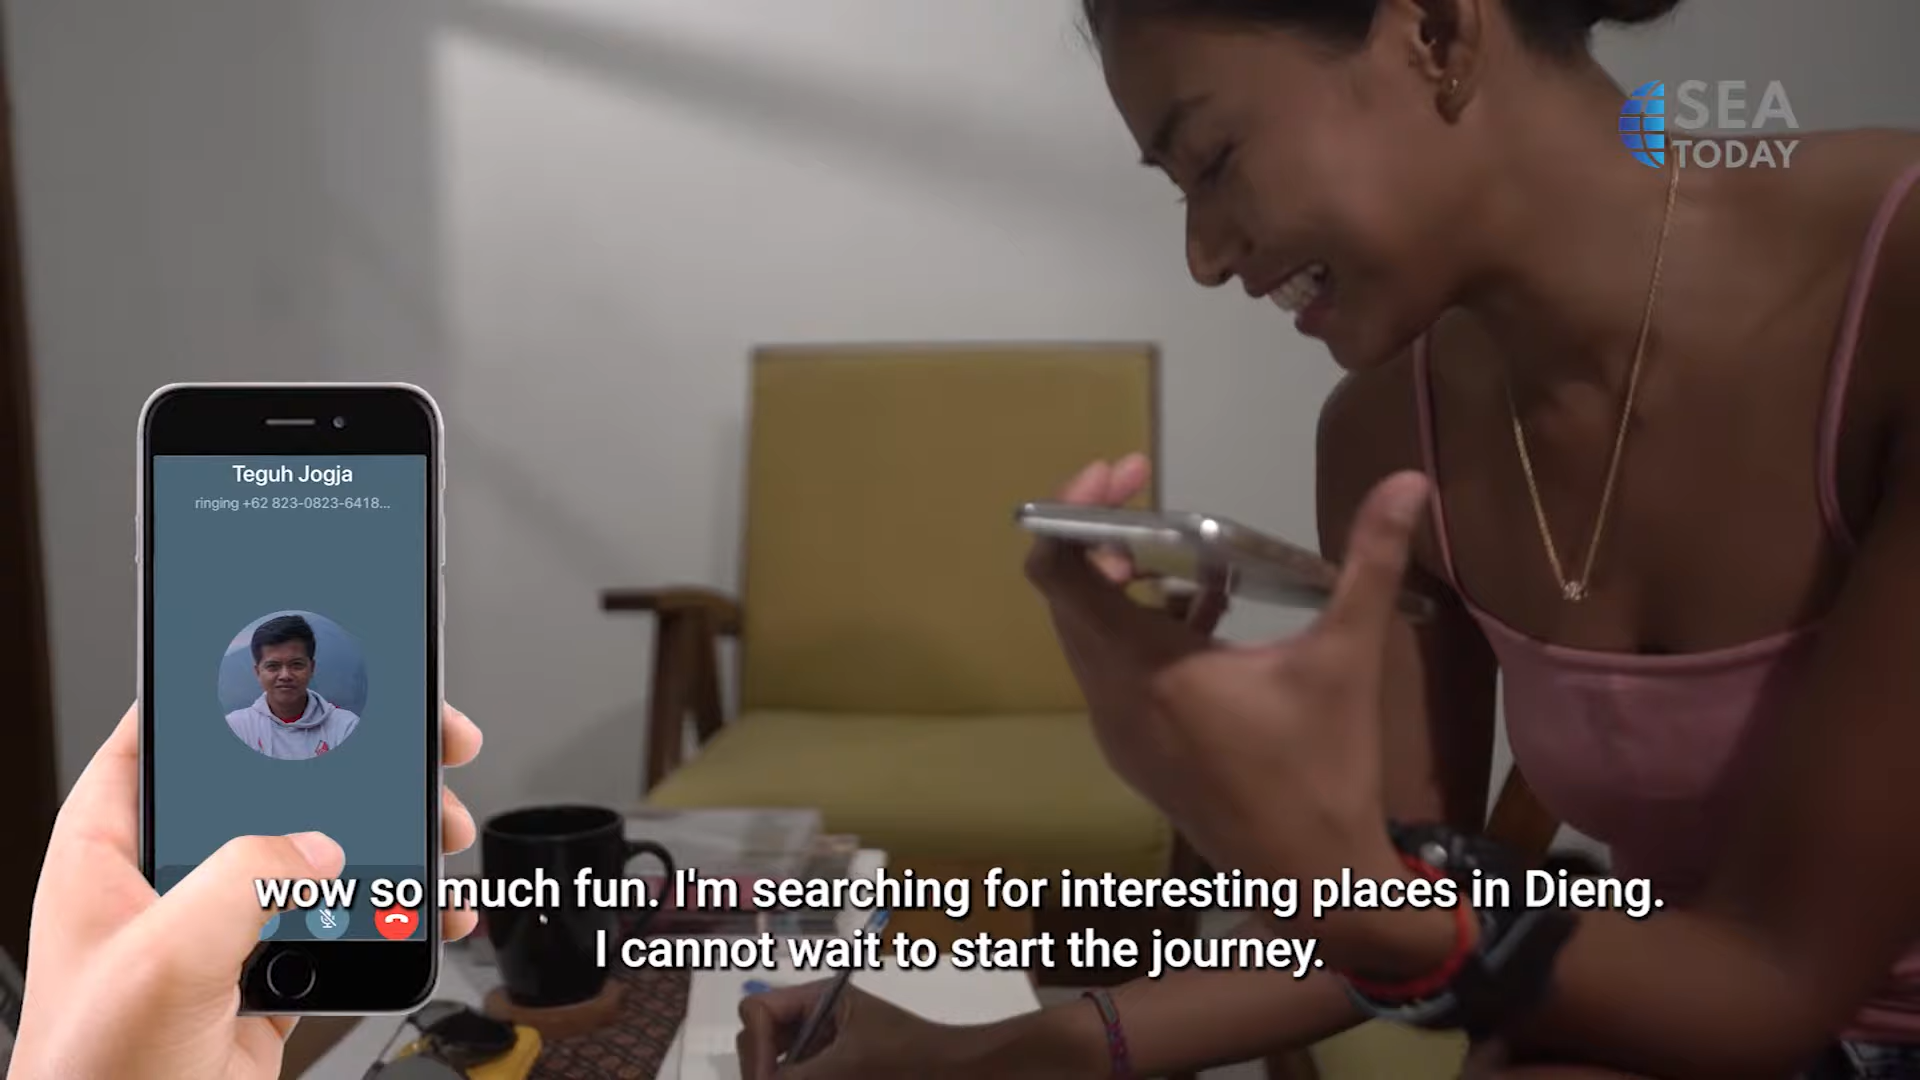 SEA
TODAY
Teguh Jogja
ringing +62 823-0823-6418...
wow so much fun. I'm searching for interesting places in Dieng.
I cannot wait to start the journey.